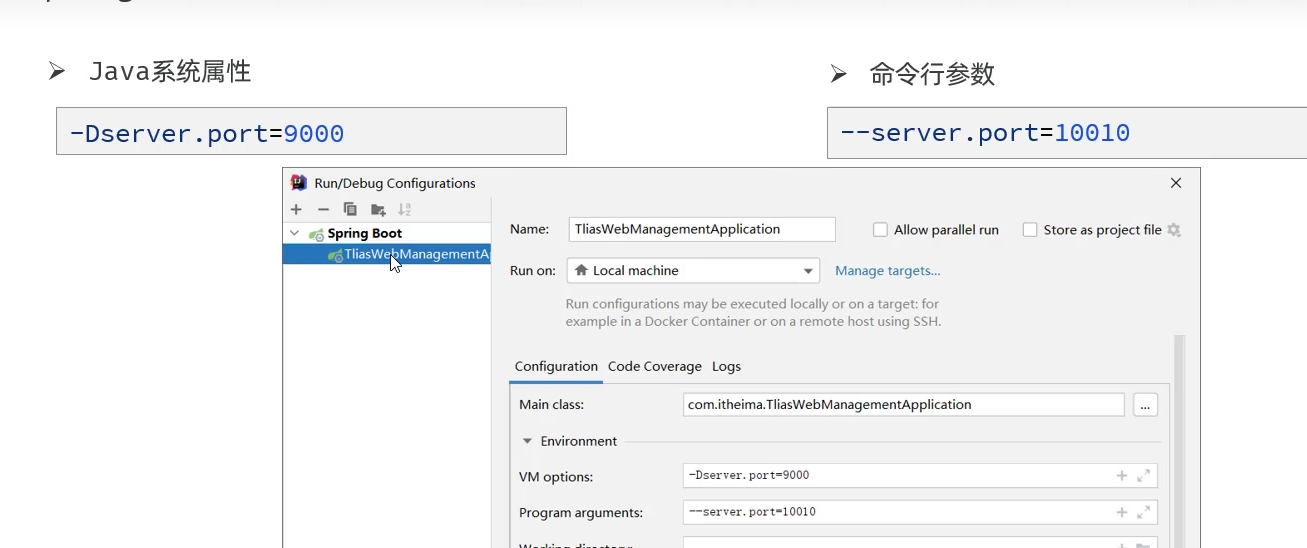 Java系统属性
命令行参数
-Dserver.port=9000
--server.port=10010
Run/Debug Configurations
Spring Boot
TliasWebManagementA
Name: TliasWebManagementApplication
Allow parallel run
Store as project file
Run on: Local machine
Manage targets...
Run configurations may be executed locally or on a target: for
example in a Docker Container or on a remote host using SSH.
Configuration Code Coverage Logs
Main class: com.itheima.TliasWebManagementApplication ...
Environment
VM options: -Dserver.port=9000
Program arguments: --server.port=10010